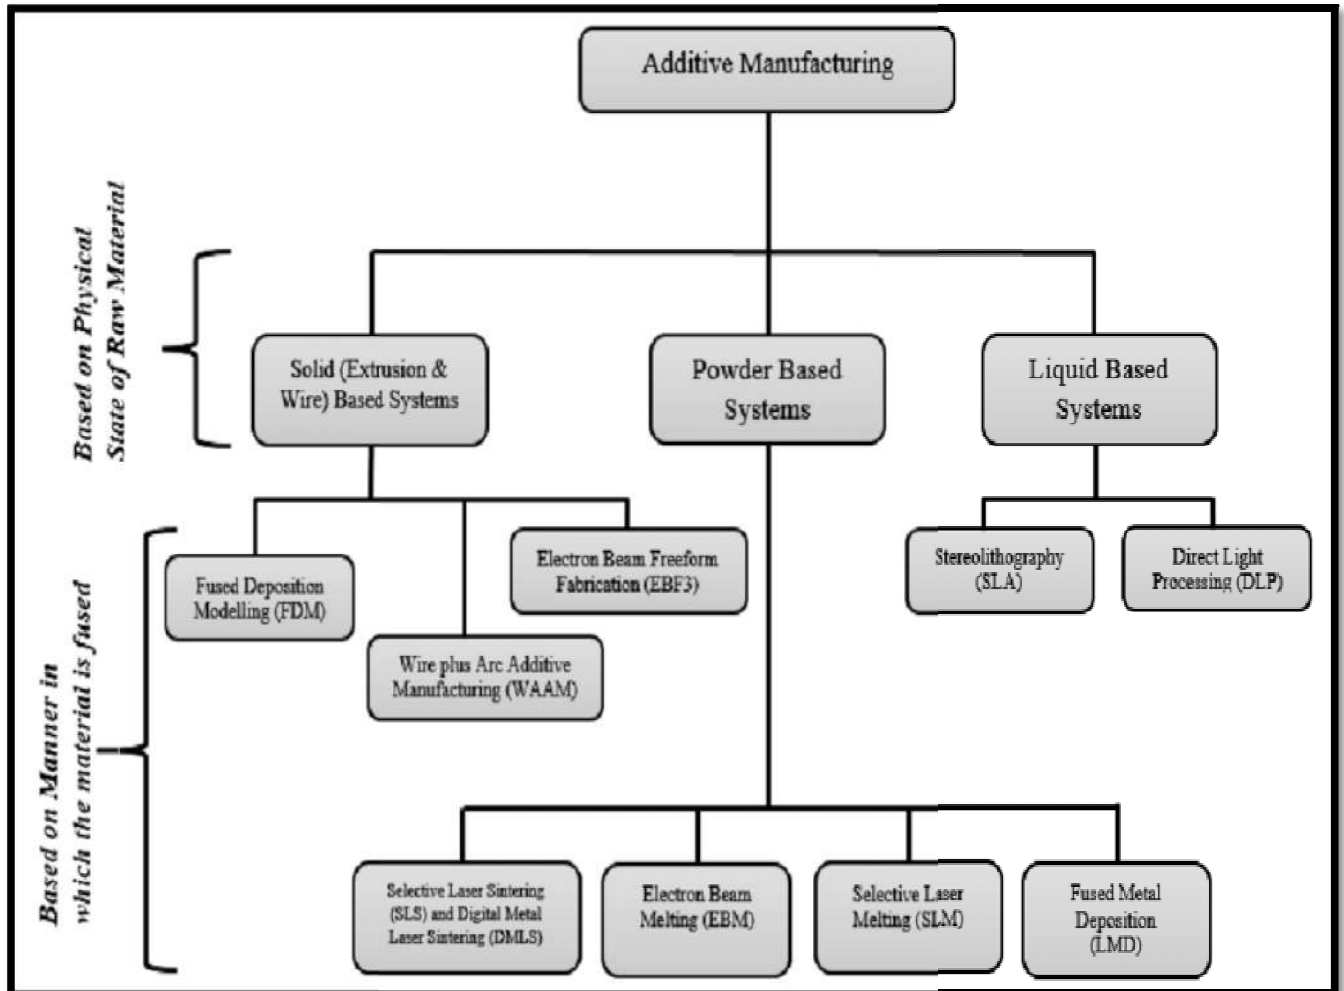 Additive Manufacturing
Based on Physical
State of Raw Material
Solid (Extrusion &
Wire) Based Systems
Powder Based
Systems
Liquid Based
Systems
Based on Manner in
which the material is fused
Fused Deposition
Modelling (FDM)
Wire plus Arc Additive
Manufacturing (WAAM)
Electron Beam Freeform
Fabrication (EBF3)
Stereolithography
(SLA)
Direct Light
Processing (DLP)
Selective Laser Sintering
(SLS) and Digital Metal
Laser Sintering (DMLS)
Electron Beam
Melting (EBM)
Selective Laser
Melting (SLM)
Fused Metal
Deposition
(LMD)